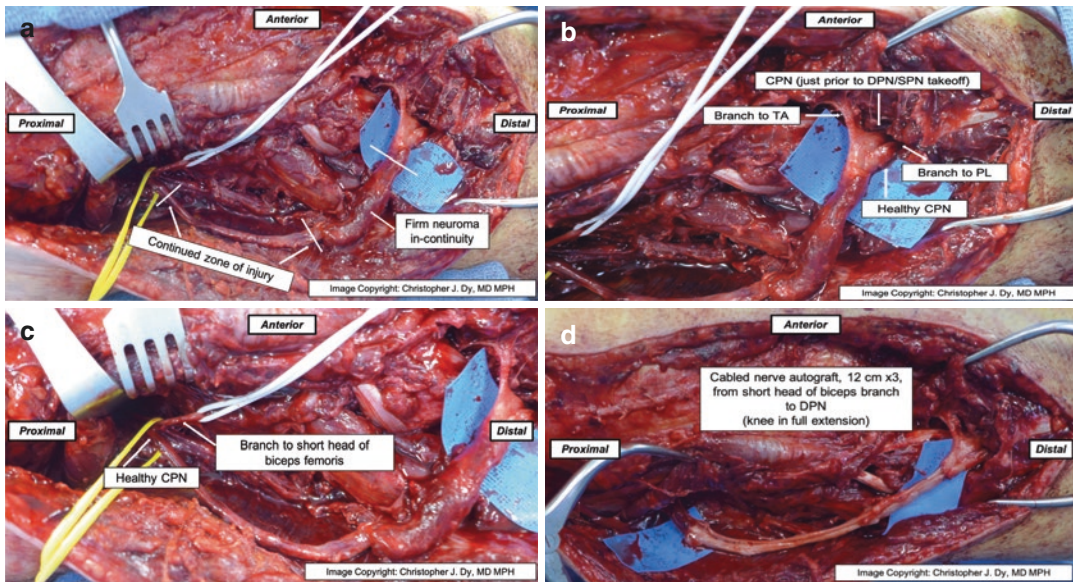 a
Anterior
Proximal
Distal
Continued zone
of injury
Firm neuroma
in-continuity
Image Copyright: Christopher J. Dy, MD MPH
b
Anterior
CPN (just prior to DPN/SPN takeoff)
Proximal
Branch to TA
Distal
Branch to PL
Healthy CPN
Image Copyright: Christopher J. Dy, MD MPH
c
Anterior
Proximal
Distal
Branch to short head of
biceps femoris
Healthy CPN
Image Copyright: Christopher J. Dy, MD MPH
d
Anterior
Cabled nerve autograft, 12 cm x3,
from short head of biceps branch
to DPN
(knee in full extension)
Proximal
Distal
Image Copyright: Christopher J. Dy, MD MPH